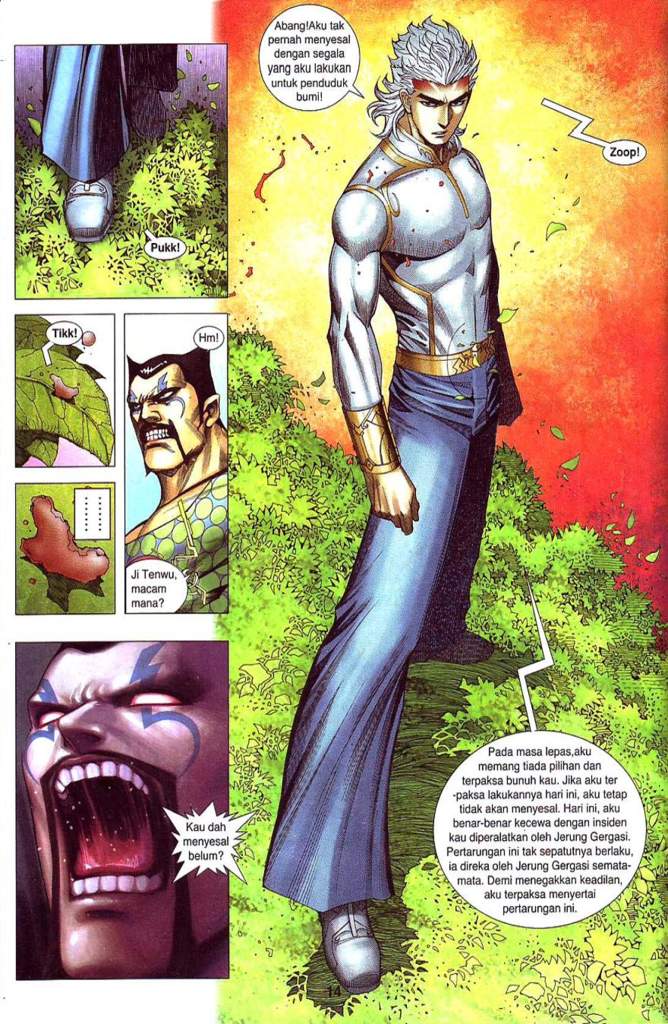 Abang!Aku tak
pernah menyesal
dengan segala
yang aku lakukan
untuk penduduk
bumi!
Zoop!
Pukk!
Tikk!
Hm!
......
......
Ji Tenwu,
macam
mana?
Kau dah
menyesal
belum?
Pada masa lepas,aku
memang tiada pilihan dan
terpaksa bunuh kau. Jika aku ter
-paksa lakukannya hari ini, aku tetap
tidak akan menyesal. Hari ini, aku
benar-benar kecewa dengan insiden
kau diperalatkan oleh Jerung Gergasi.
Pertarungan ini tak sepatutnya berlaku,
ia direka oleh Jerung Gergasi semata-
mata. Demi menegakkan keadilan,
aku terpaksa menyertai
pertarungan ini.
14